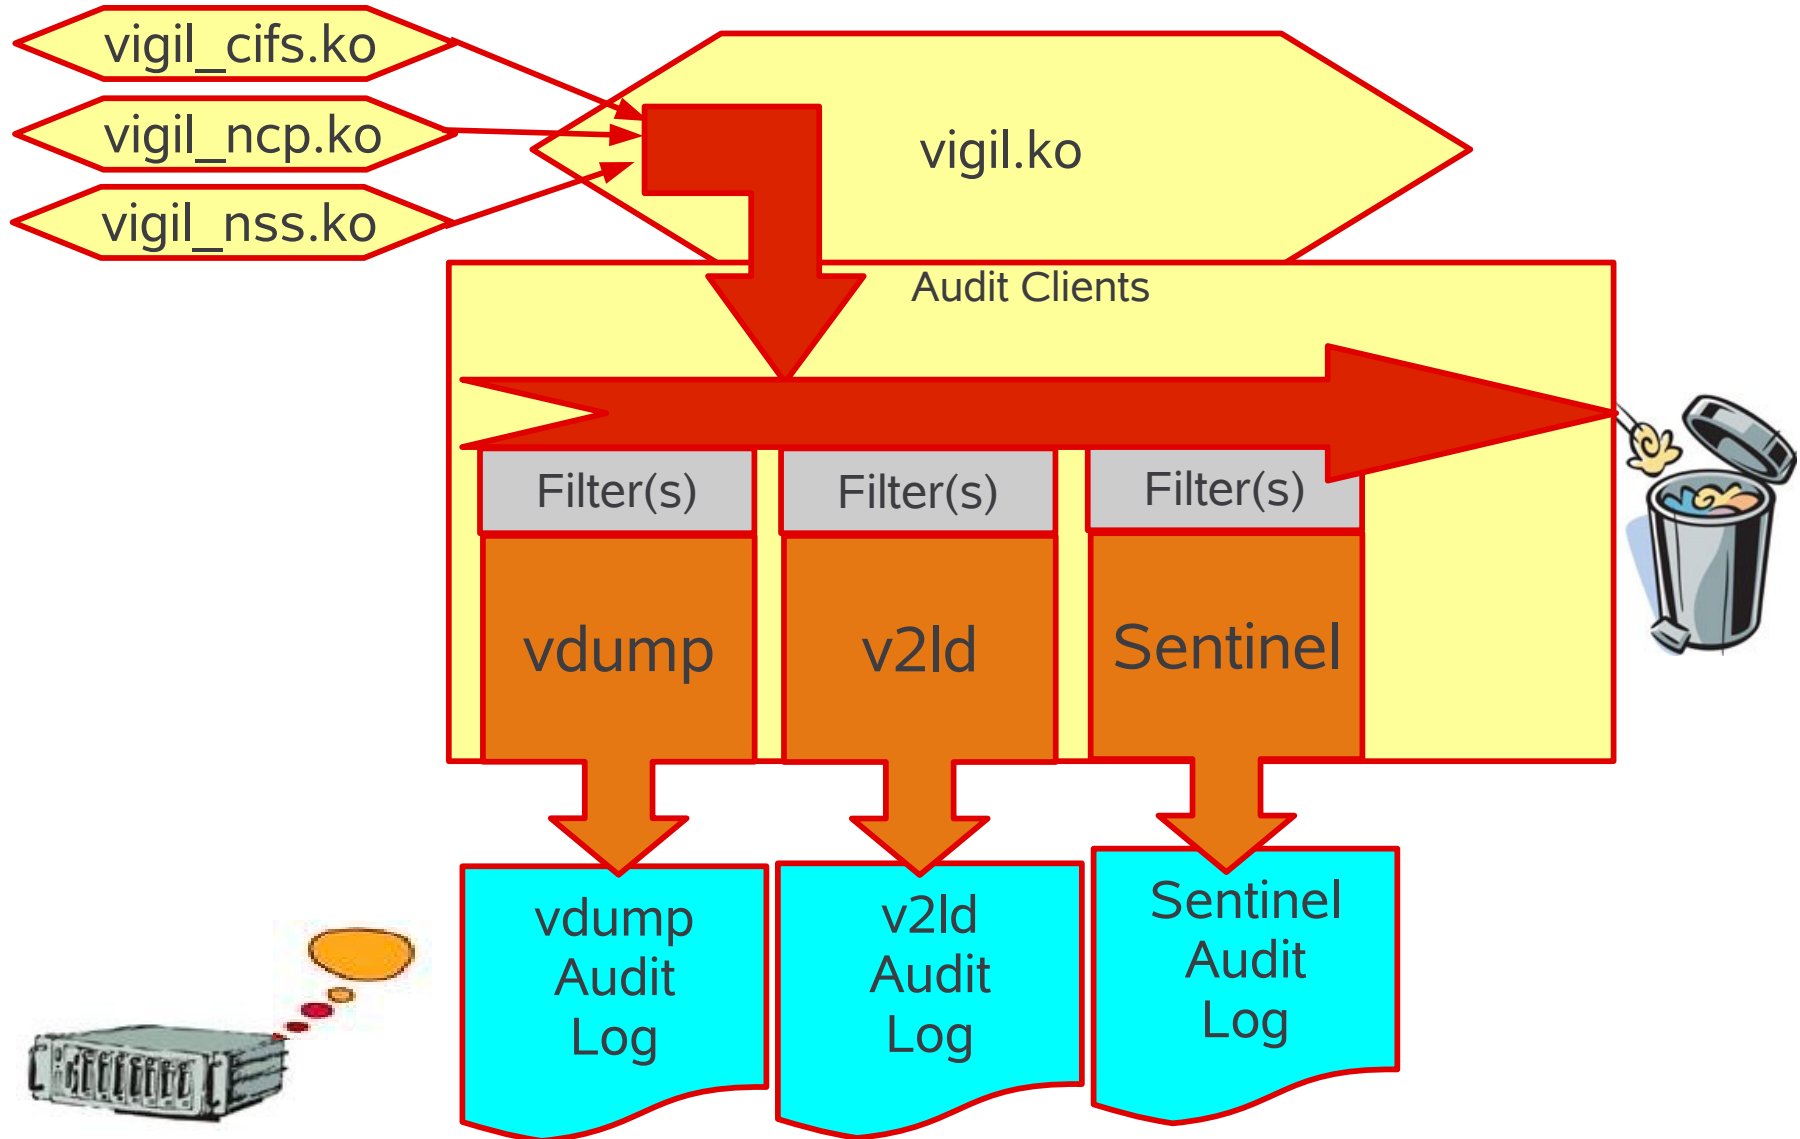 vigil_cifs.ko
vigil_ncp.ko
vigil_nss.ko
vigil.ko
Audit Clients
Filter(s)
Filter(s)
Filter(s)
vdump
v2ld
Sentinel
vdump
Audit
Log
v2ld
Audit
Log
Sentinel
Audit
Log